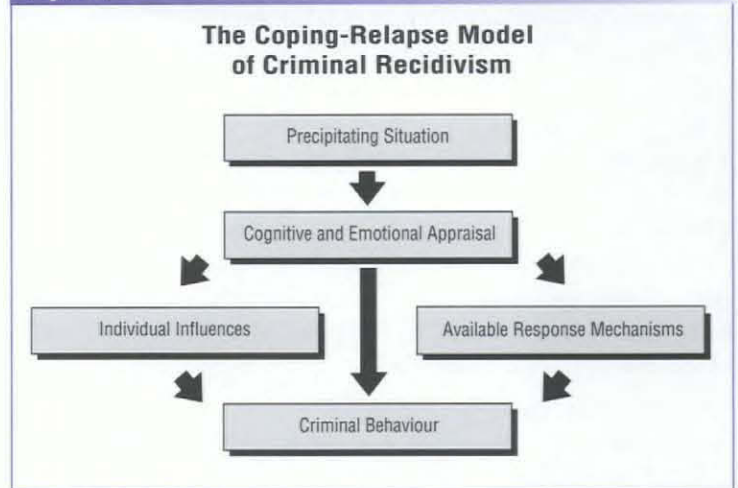 The Coping-Relapse Model
of Criminal Recidivism
Precipitating Situation
Cognitive and Emotional Appraisal
Individual Influences
Available Response Mechanisms
Criminal Behaviour